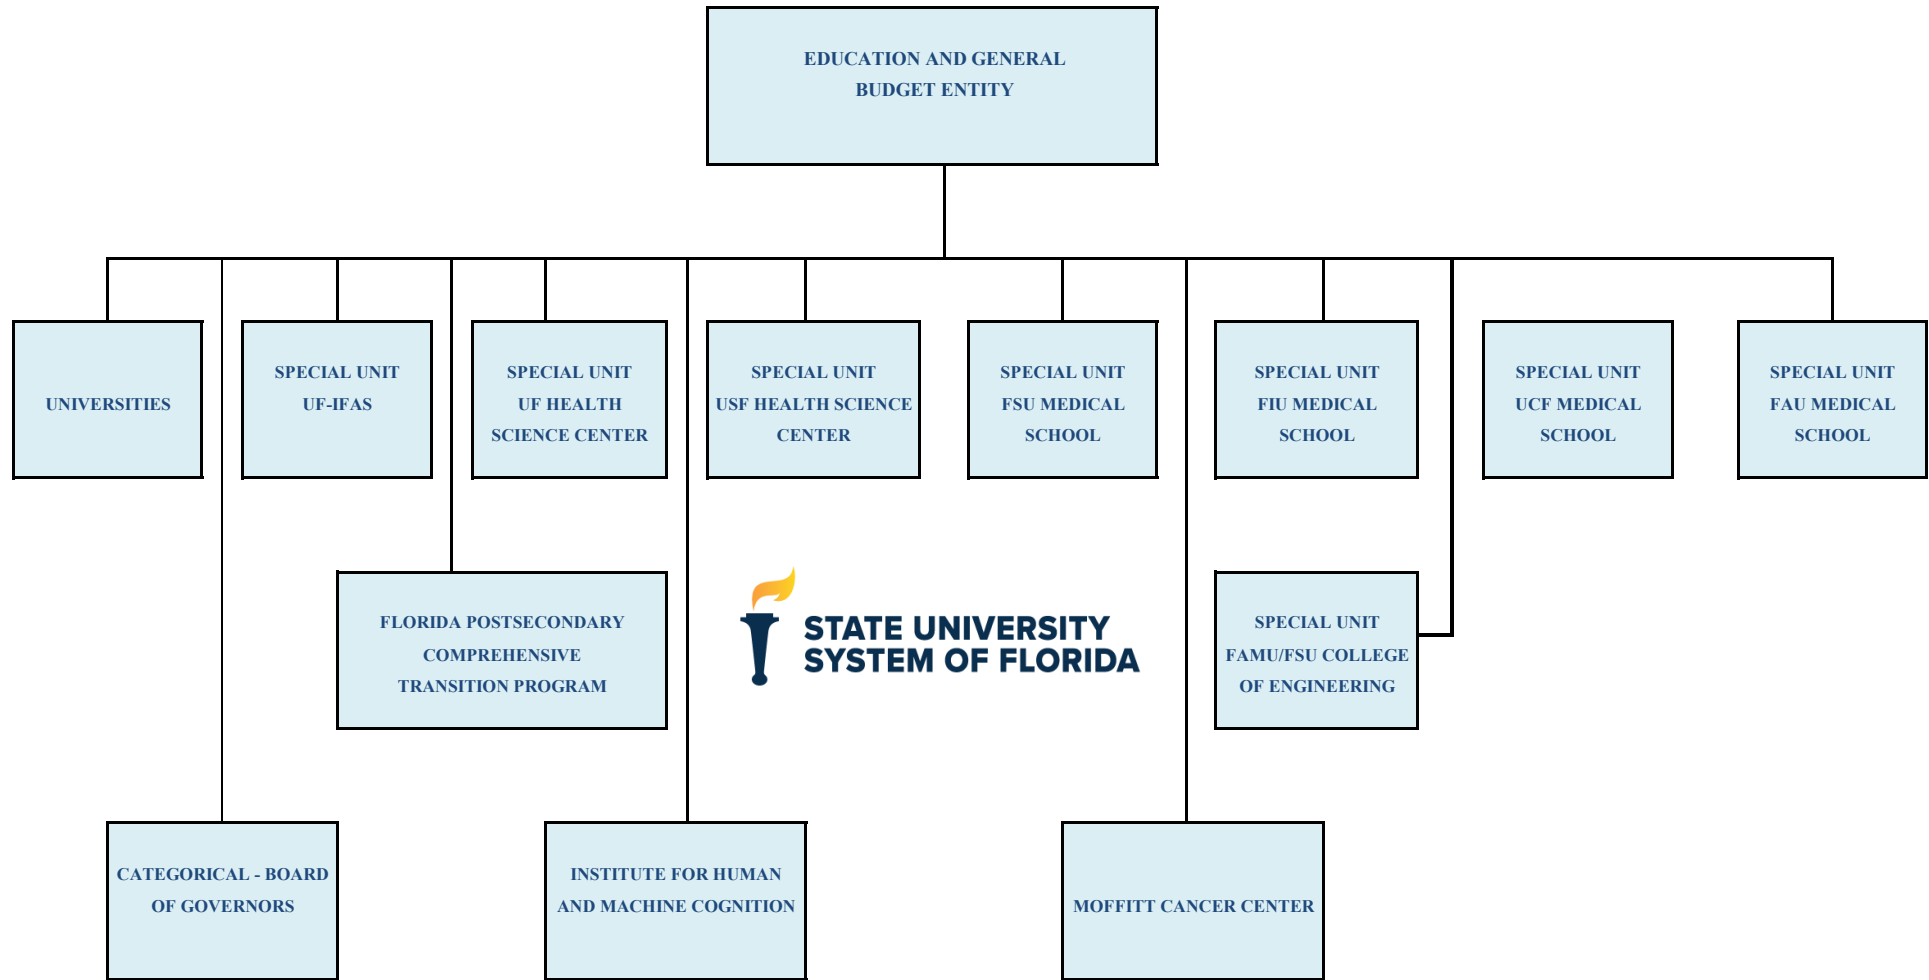 EDUCATION AND GENERAL
BUDGET ENTITY
UNIVERSITIES
SPECIAL UNIT
UF-IFAS
SPECIAL UNIT
UF HEALTH
SCIENCE CENTER
SPECIAL UNIT
USF HEALTH SCIENCE
CENTER
SPECIAL UNIT
FSU MEDICAL
SCHOOL
SPECIAL UNIT
FIU MEDICAL
SCHOOL
SPECIAL UNIT
UCF MEDICAL
SCHOOL
SPECIAL UNIT
FAU MEDICAL
SCHOOL
FLORIDA POSTSECONDARY
COMPREHENSIVE
TRANSITION PROGRAM
STATE UNIVERSITY
SYSTEM OF FLORIDA
SPECIAL UNIT
FAMU/FSU COLLEGE
OF ENGINEERING
CATEGORICAL - BOARD
OF GOVERNORS
INSTITUTE FOR HUMAN
AND MACHINE COGNITION
MOFFITT CANCER CENTER